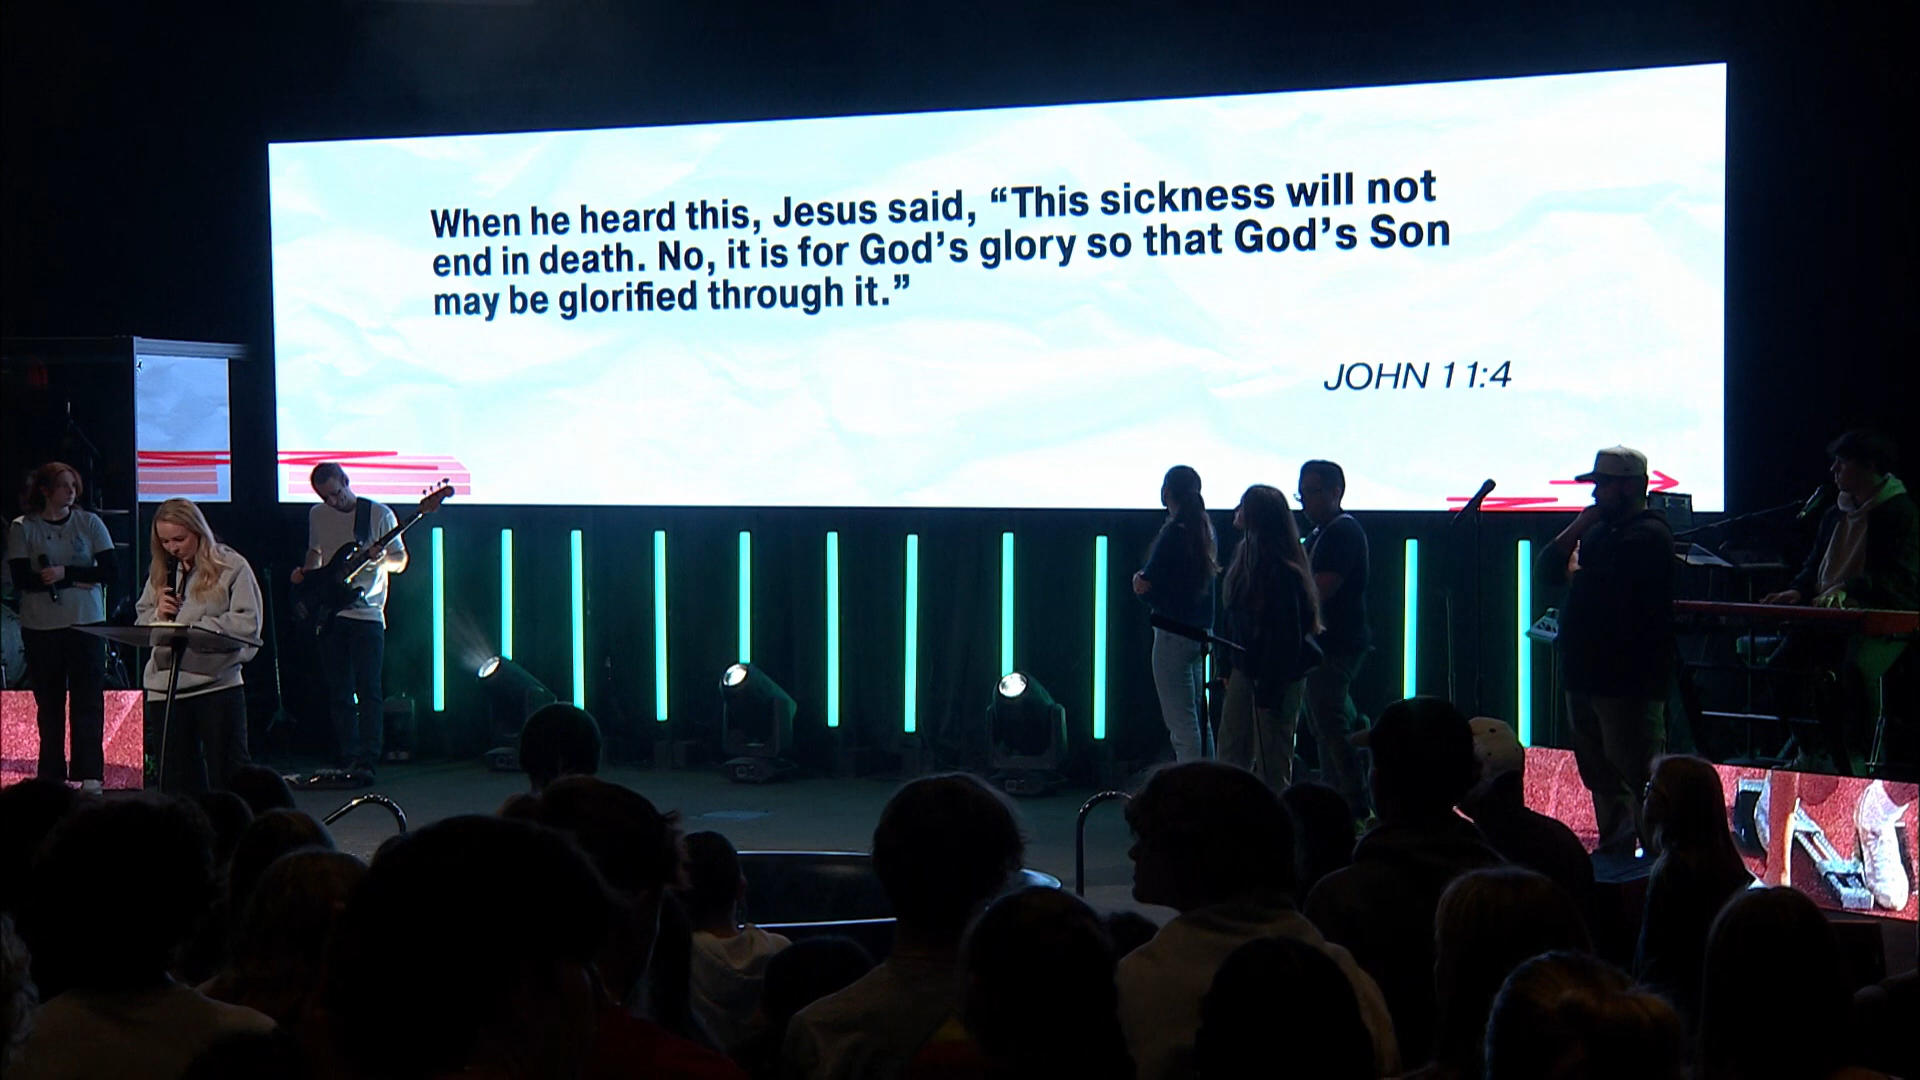 When he heard this, Jesus said, “This sickness will not
end in death. No, it is for God’s glory so that God’s Son
may be glorified through it.”
JOHN 11:4